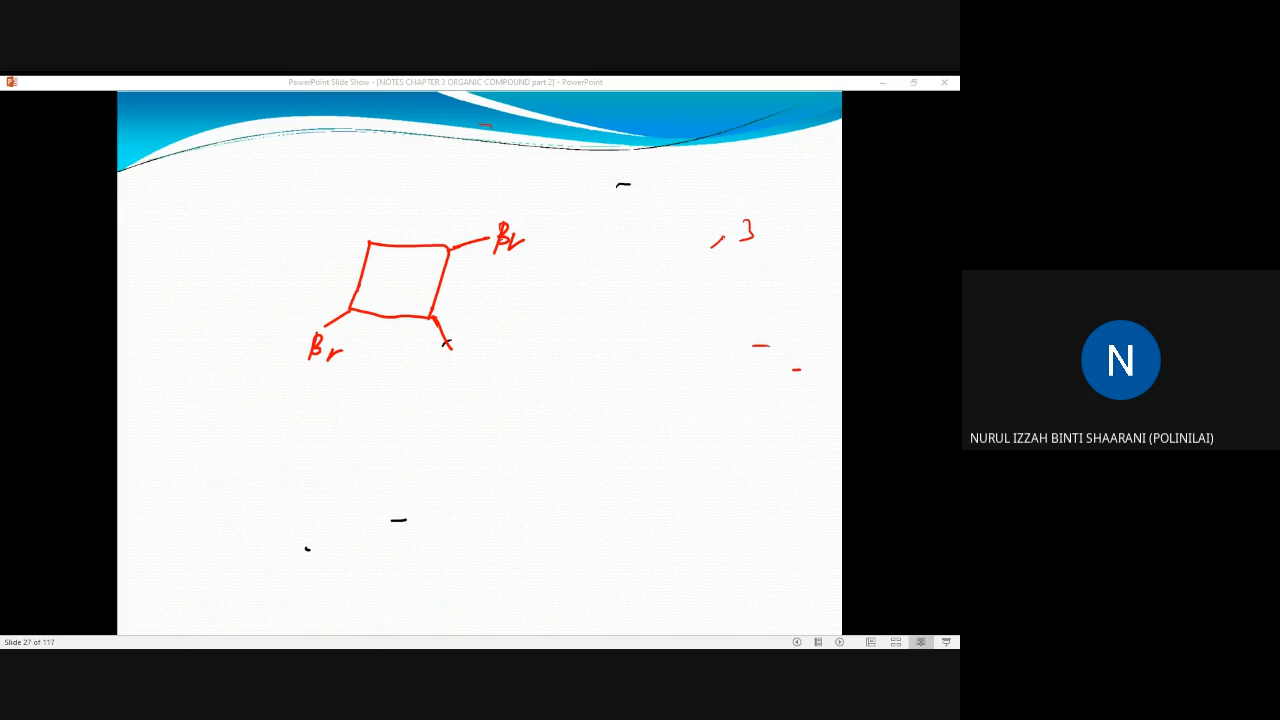 PowerPoint Slide Show - [NOTES CHAPTER 3 ORGANIC COMPOUND part 2] - PowerPoint
Br
, 3
Br
N
NURUL IZZAH BINTI SHAARANI (POLINILAI)
Slide 27 of 117